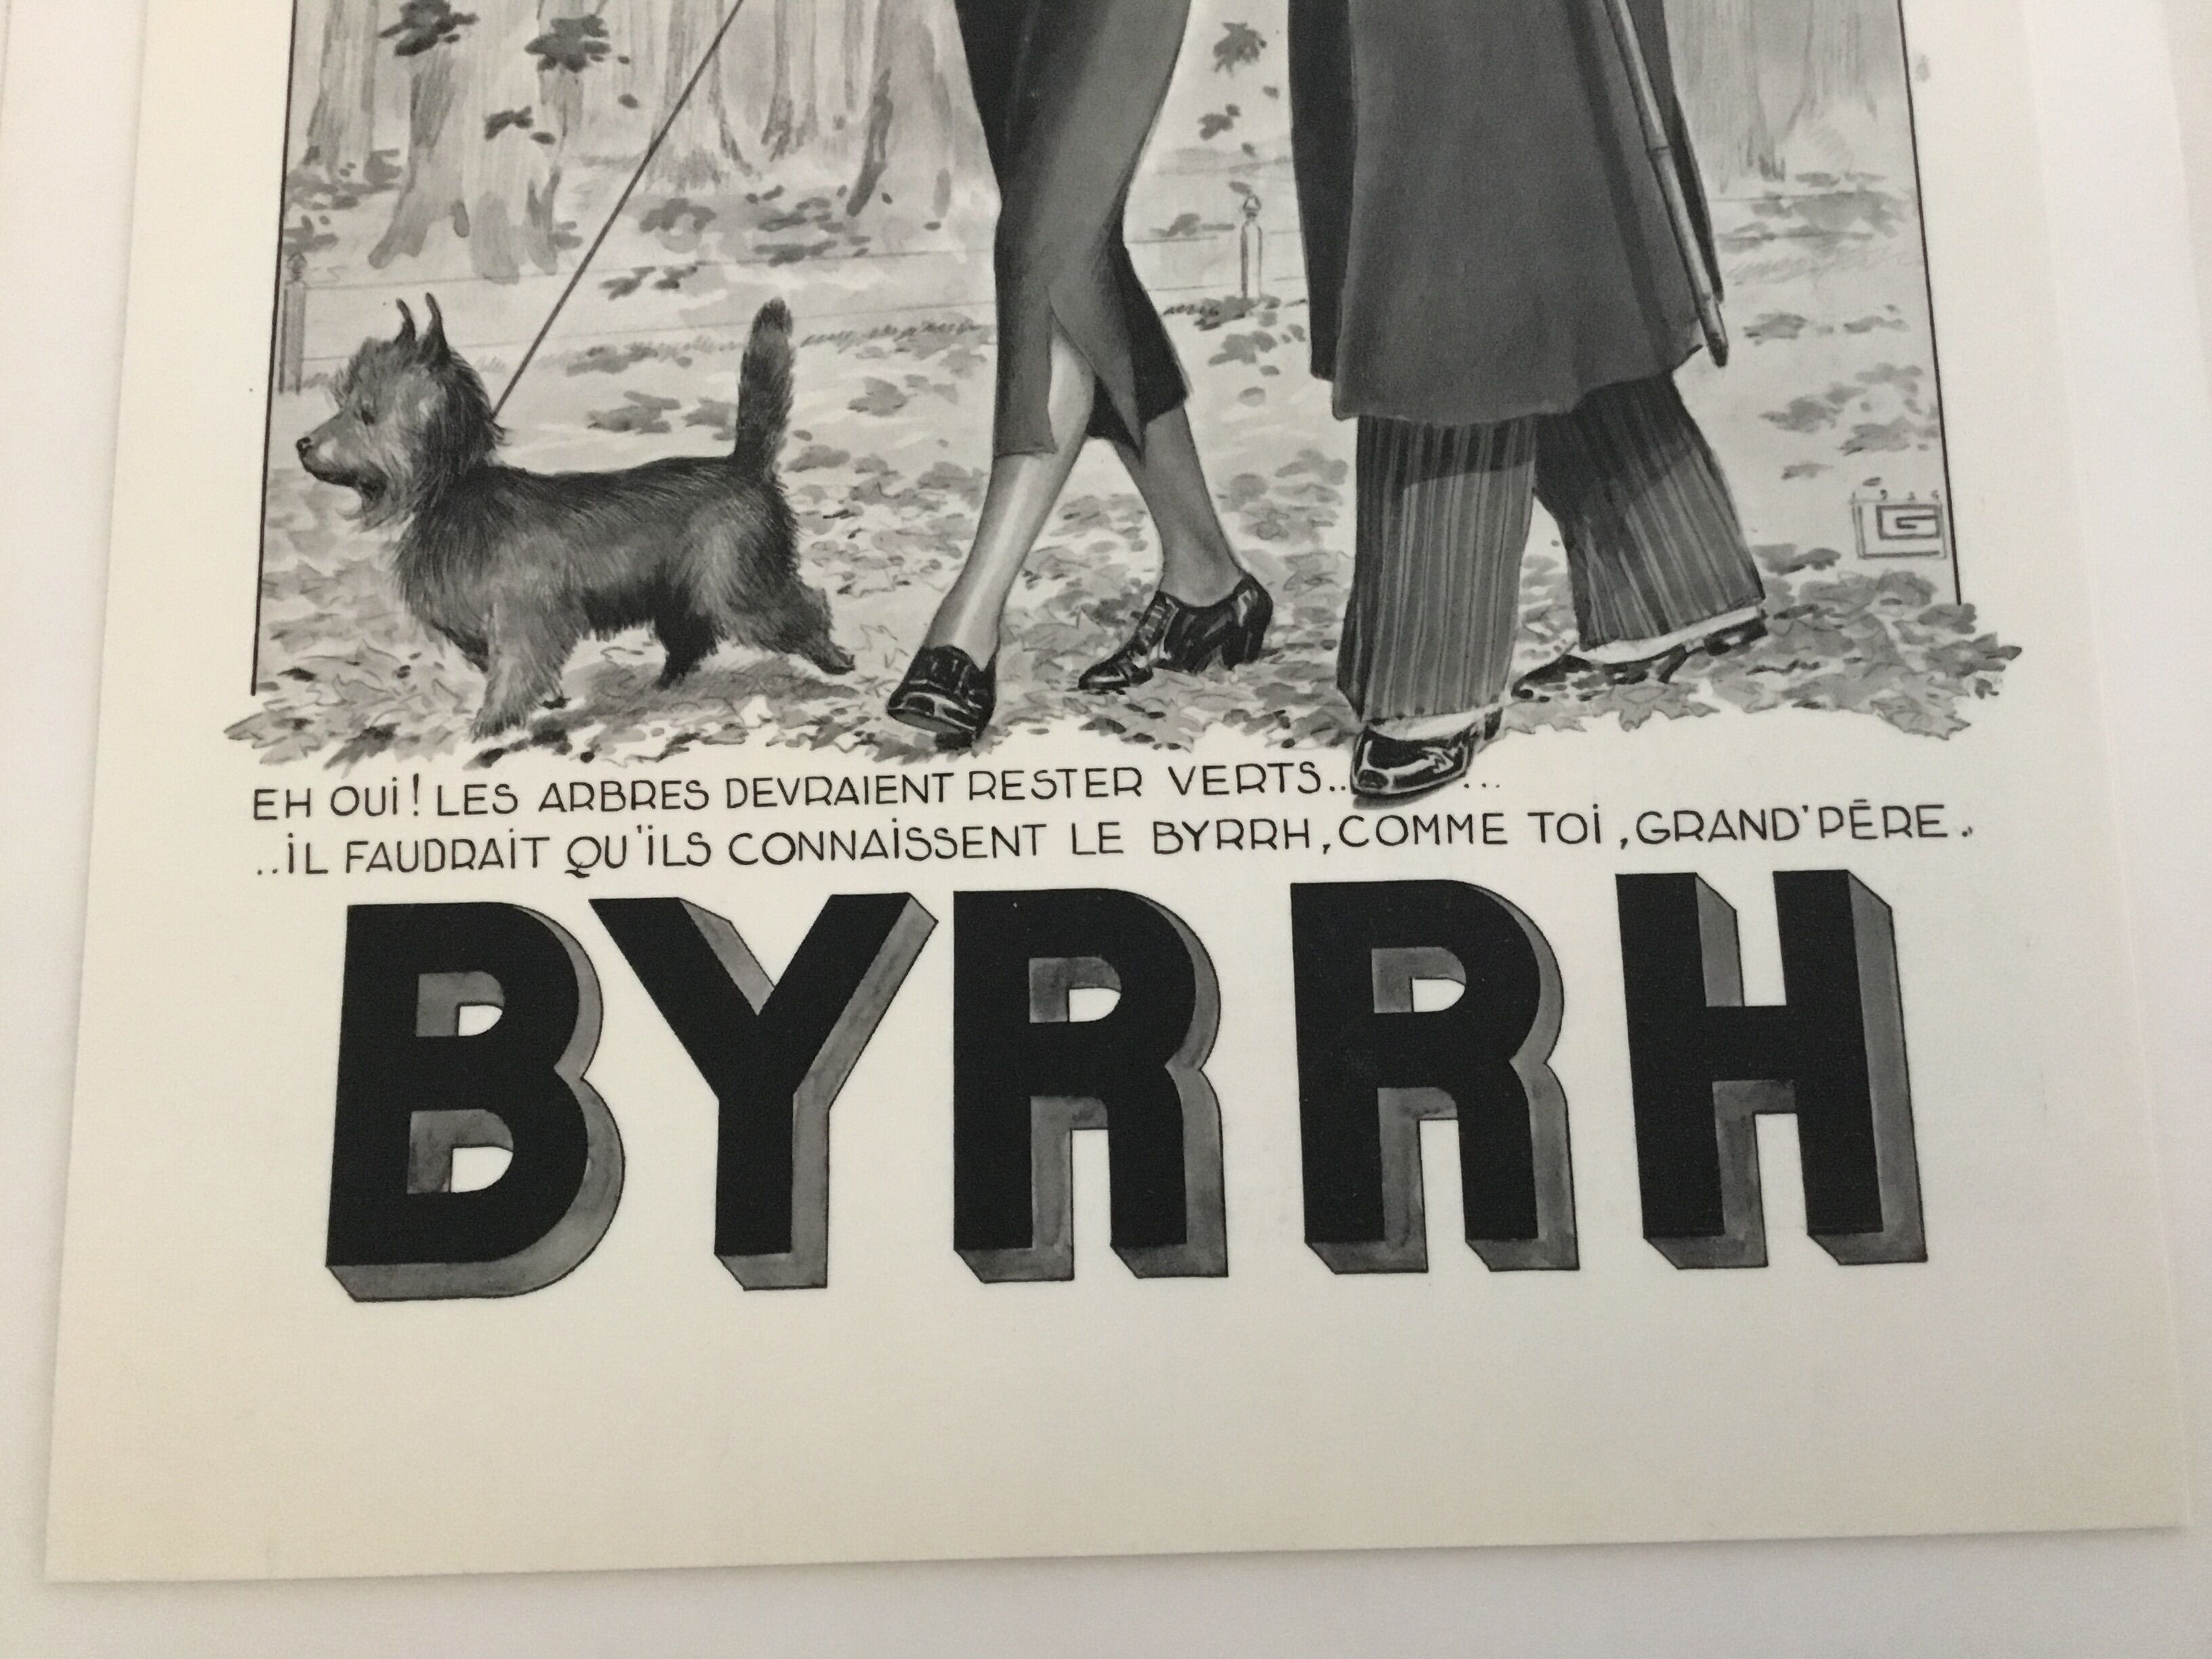 EH OUI! LES ARBRES DEVRAIENT RESTER VERTS.. ...
..IL FAUDRAIT QU'ILS CONNAISSENT LE BYRRH, COMME TOI, GRAND'PÈRE.
BYRRH